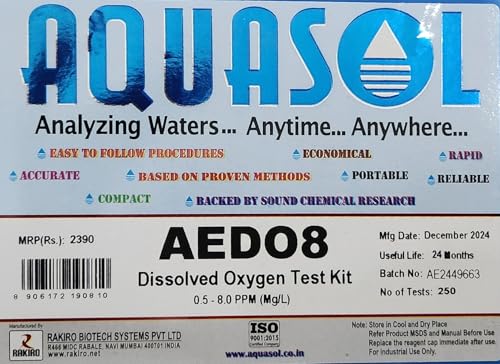 AQUASOL
Analyzing Waters... Anytime... Anywhere...
EASY TO FOLLOW PROCEDURES ECONOMICAL RAPID
ACCURATE BASED ON PROVEN METHODS PORTABLE RELIABLE
COMPACT BACKED BY SOUND CHEMICAL RESEARCH
MRP(Rs.): 2390
8 906172 190810
AEDO8
Dissolved Oxygen Test Kit
0.5 - 8.0 PPM (Mg/L)
Mfg Date: December 2024
Useful Life: 24 Months
Batch No: AE2449663
No of Tests: 250
Manufactured By
RAKIRO
RAKIRO BIOTECH SYSTEMS PVT LTD
R466 MIDC RABALE, NAVI MUMBAI 400701 INDIA
www.rakiro.net
ISO
9001:2015
Certified Company
www.aquasol.co.in
Note: Store in Cool and Dry Place
Refer Product MSDS and Manual Before Use
Replace the reagent cap immediate after use
For Industrial Use Only.